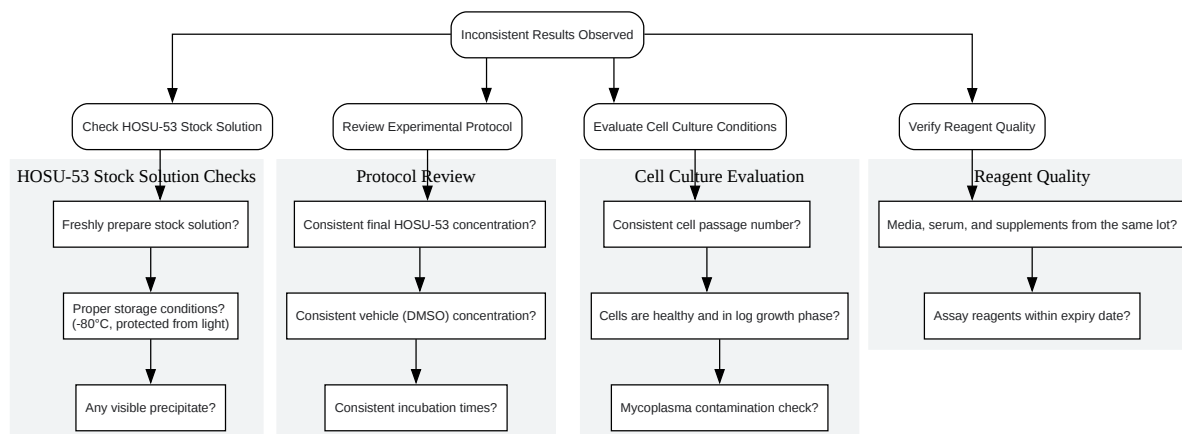 Inconsistent Results Observed
Check HOSU-53 Stock Solution
Review Experimental Protocol
Evaluate Cell Culture Conditions
Verify Reagent Quality
HOSU-53 Stock Solution Checks
Freshly prepare stock solution?
Proper storage conditions?
(-80°C, protected from light)
Any visible precipitate?
Protocol Review
Consistent final HOSU-53 concentration?
Consistent vehicle (DMSO) concentration?
Consistent incubation times?
Cell Culture Evaluation
Consistent cell passage number?
Cells are healthy and in log growth phase?
Mycoplasma contamination check?
Reagent Quality
Media, serum, and supplements from the same lot?
Assay reagents within expiry date?